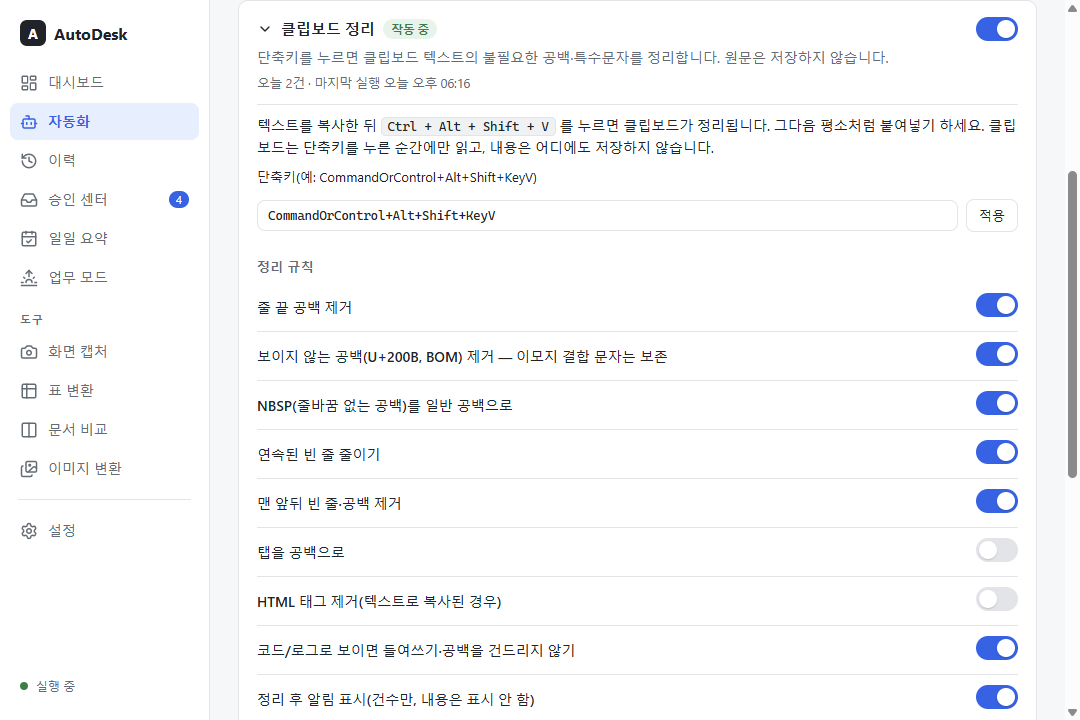 A AutoDesk
대시보드
자동화
이력
승인 센터 4
일일 요약
업무 모드
도구
화면 캡처
표 변환
문서 비교
이미지 변환
설정
실행 중
클립보드 정리 작동 중
단축키를 누르면 클립보드 텍스트의 불필요한 공백·특수문자를 정리합니다. 원문은 저장하지 않습니다.
오늘 2건 · 마지막 실행 오늘 오후 06:16
텍스트를 복사한 뒤 Ctrl + Alt + Shift + V 를 누르면 클립보드가 정리됩니다. 그다음 평소처럼 붙여넣기 하세요. 클립
보드는 단축키를 누른 순간에만 읽고, 내용은 어디에도 저장하지 않습니다.
단축키(예: CommandOrControl+Alt+Shift+KeyV)
CommandOrControl+Alt+Shift+KeyV 적용
정리 규칙
줄 끝 공백 제거
보이지 않는 공백(U+200B, BOM) 제거 — 이모지 결합 문자는 보존
NBSP(줄바꿈 없는 공백)를 일반 공백으로
연속된 빈 줄 줄이기
맨 앞뒤 빈 줄·공백 제거
탭을 공백으로
HTML 태그 제거(텍스트로 복사된 경우)
코드/로그로 보이면 들여쓰기·공백을 건드리지 않기
정리 후 알림 표시(건수만, 내용은 표시 안 함)